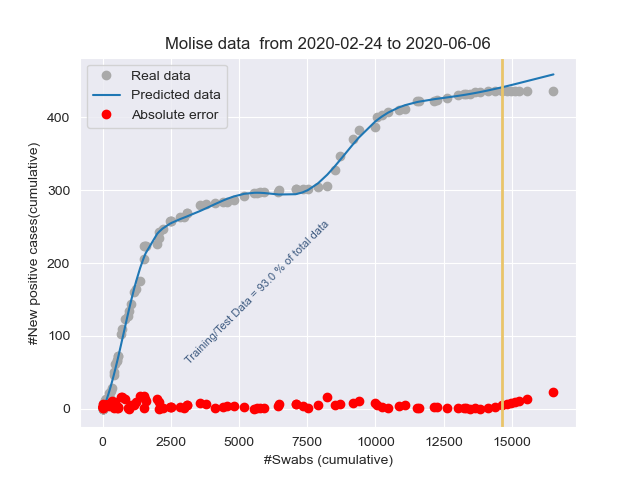 Molise data  from 2020-02-24 to 2020-06-06
Real data
Predicted data
Absolute error
#New positive cases(cumulative)
400
300
200
100
0
Training/Test Data = 93.0 % of total data
0 2500 5000 7500 10000 12500 15000
#Swabs (cumulative)